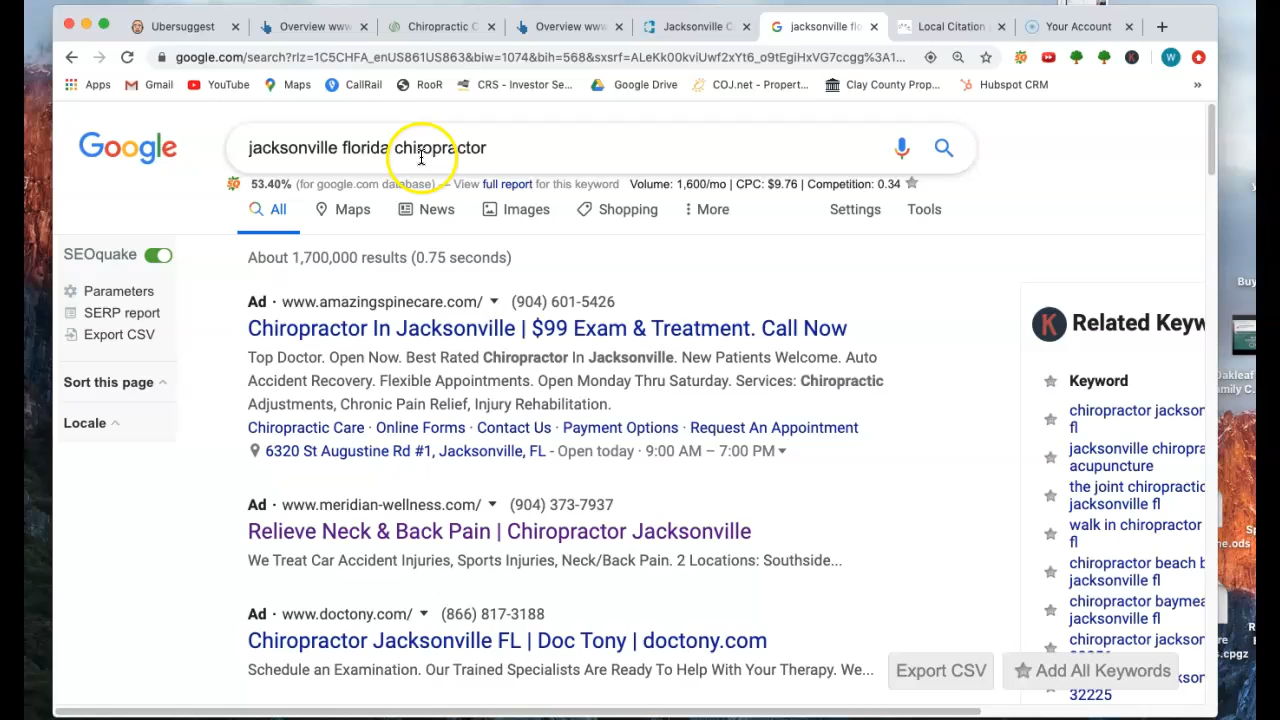 Ubersuggest
Overview www
Chiropractic C
Overview www
Jacksonville C
jacksonville flo
Local Citation
Your Account
google.com/search?rlz=1C5CHFA_enUS861US863&biw=1074&bih=568&sxsrf=ALeKk00kviUwf2xYt6_o9tEgiHxVG7ccgg%3A1...
W
Apps
Gmail
YouTube
Maps
CallRail
RooR
CRS - Investor Se...
Google Drive
COJ.net - Propert...
Clay County Prop...
Hubspot CRM
»
Google
jacksonville florida chiropractor
53.40% (for google.com database) — View full report for this keyword Volume: 1,600/mo | CPC: $9.76 | Competition: 0.34
All
Maps
News
Images
Shopping
More
Settings
Tools
SEOquake
Parameters
SERP report
Export CSV
Sort this page
Locale
About 1,700,000 results (0.75 seconds)
Ad · www.amazingspinecare.com/ (904) 601-5426
Chiropractor In Jacksonville | $99 Exam & Treatment. Call Now
Top Doctor. Open Now. Best Rated Chiropractor In Jacksonville. New Patients Welcome. Auto
Accident Recovery. Flexible Appointments. Open Monday Thru Saturday. Services: Chiropractic
Adjustments, Chronic Pain Relief, Injury Rehabilitation.
Chiropractic Care · Online Forms · Contact Us · Payment Options · Request An Appointment
6320 St Augustine Rd #1, Jacksonville, FL - Open today · 9:00 AM – 7:00 PM
Ad · www.meridian-wellness.com/ (904) 373-7937
Relieve Neck & Back Pain | Chiropractor Jacksonville
We Treat Car Accident Injuries, Sports Injuries, Neck/Back Pain. 2 Locations: Southside...
Ad · www.doctony.com/ (866) 817-3188
Chiropractor Jacksonville FL | Doc Tony | doctony.com
Schedule an Examination. Our Trained Specialists Are Ready To Help With Your Therapy. We...
K
Related Keyw
Keyword
chiropractor jackson
fl
jacksonville chiropra
acupuncture
the joint chiropractic
jacksonville fl
walk in chiropractor
fl
chiropractor beach b
jacksonville fl
chiropractor baymea
jacksonville fl
chiropractor jackson
32225
Export CSV
Add All Keywords
Buy
Oakleaf
amily C.
ne.ods
s.cpgz